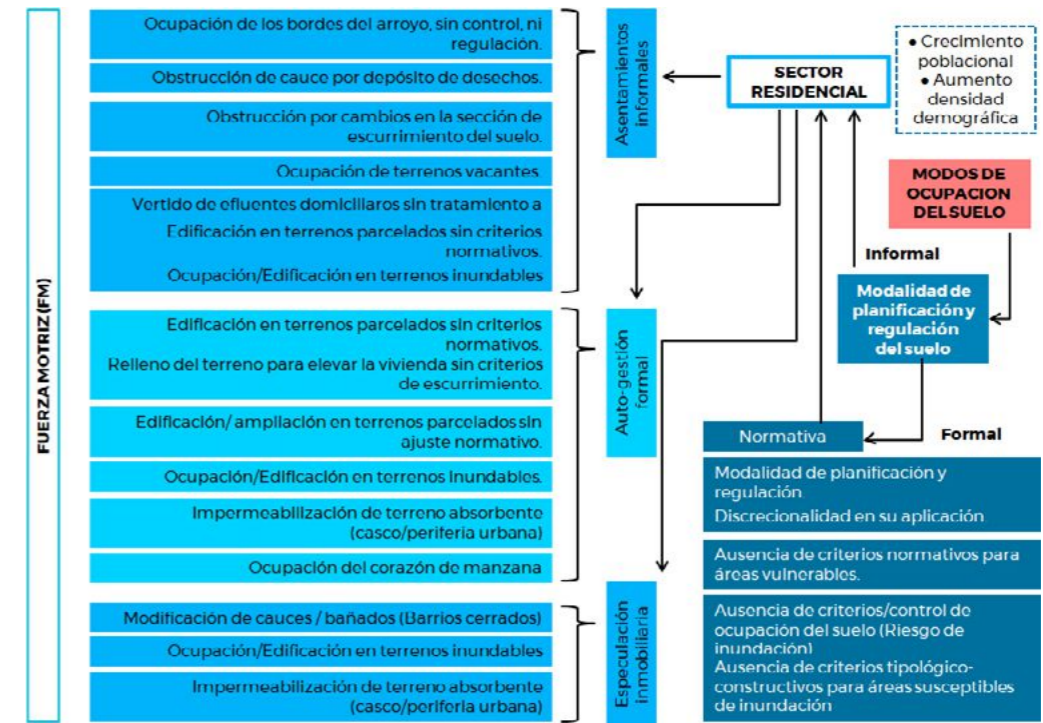 FUERZA MOTRIZ (FM)
Ocupación de los bordes del arroyo, sin control, ni
regulación.
Obstrucción de cauce por depósito de desechos.
Obstrucción por cambios en la sección de
escurrimiento del suelo.
Ocupación de terrenos vacantes.
Vertido de efluentes domiciliaros sin tratamiento a
Edificación en terrenos parcelados sin criterios
normativos.
Ocupación/Edificación en terrenos inundables
Asentamientos
informales
Edificación en terrenos parcelados sin criterios
normativos.
Relleno del terreno para elevar la vivienda sin criterios
de escurrimiento.
Edificación/ ampliación en terrenos parcelados sin
ajuste normativo.
Ocupación/Edificación en terrenos inundables.
Impermeabilización de terreno absorbente
(casco/periferia urbana)
Ocupación del corazón de manzana
Auto-gestión
formal
Modificación de cauces / bañados (Barrios cerrados)
Ocupación/Edificación en terrenos inundables
Impermeabilización de terreno absorbente
(casco/periferia urbana)
Especulación
inmobiliaria
SECTOR
RESIDENCIAL
● Crecimiento
poblacional
● Aumento
densidad
demográfica
MODOS DE
OCUPACION
DEL SUELO
Informal
Modalidad de
planificación y
regulación
del suelo
Normativa
Formal
Modalidad de planificación y
regulación
Discrecionalidad en su aplicación
Ausencia de criterios normativos para
áreas vulnerables.
Ausencia de criterios/control de
ocupación del suelo (Riesgo de
inundación)
Ausencia de criterios tipológico-
constructivos para áreas susceptibles
de inundación